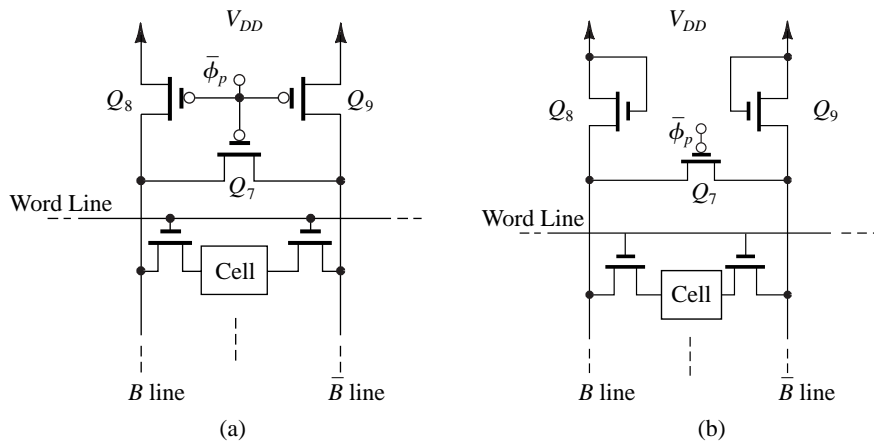 V_DD
ϕ̅_p
Q_8
Q_9
Q_7
Word Line
Cell
B line
B̅ line
(a)
V_DD
Q_8
Q_9
ϕ̅_p
Q_7
Word Line
Cell
B line
B̅ line
(b)